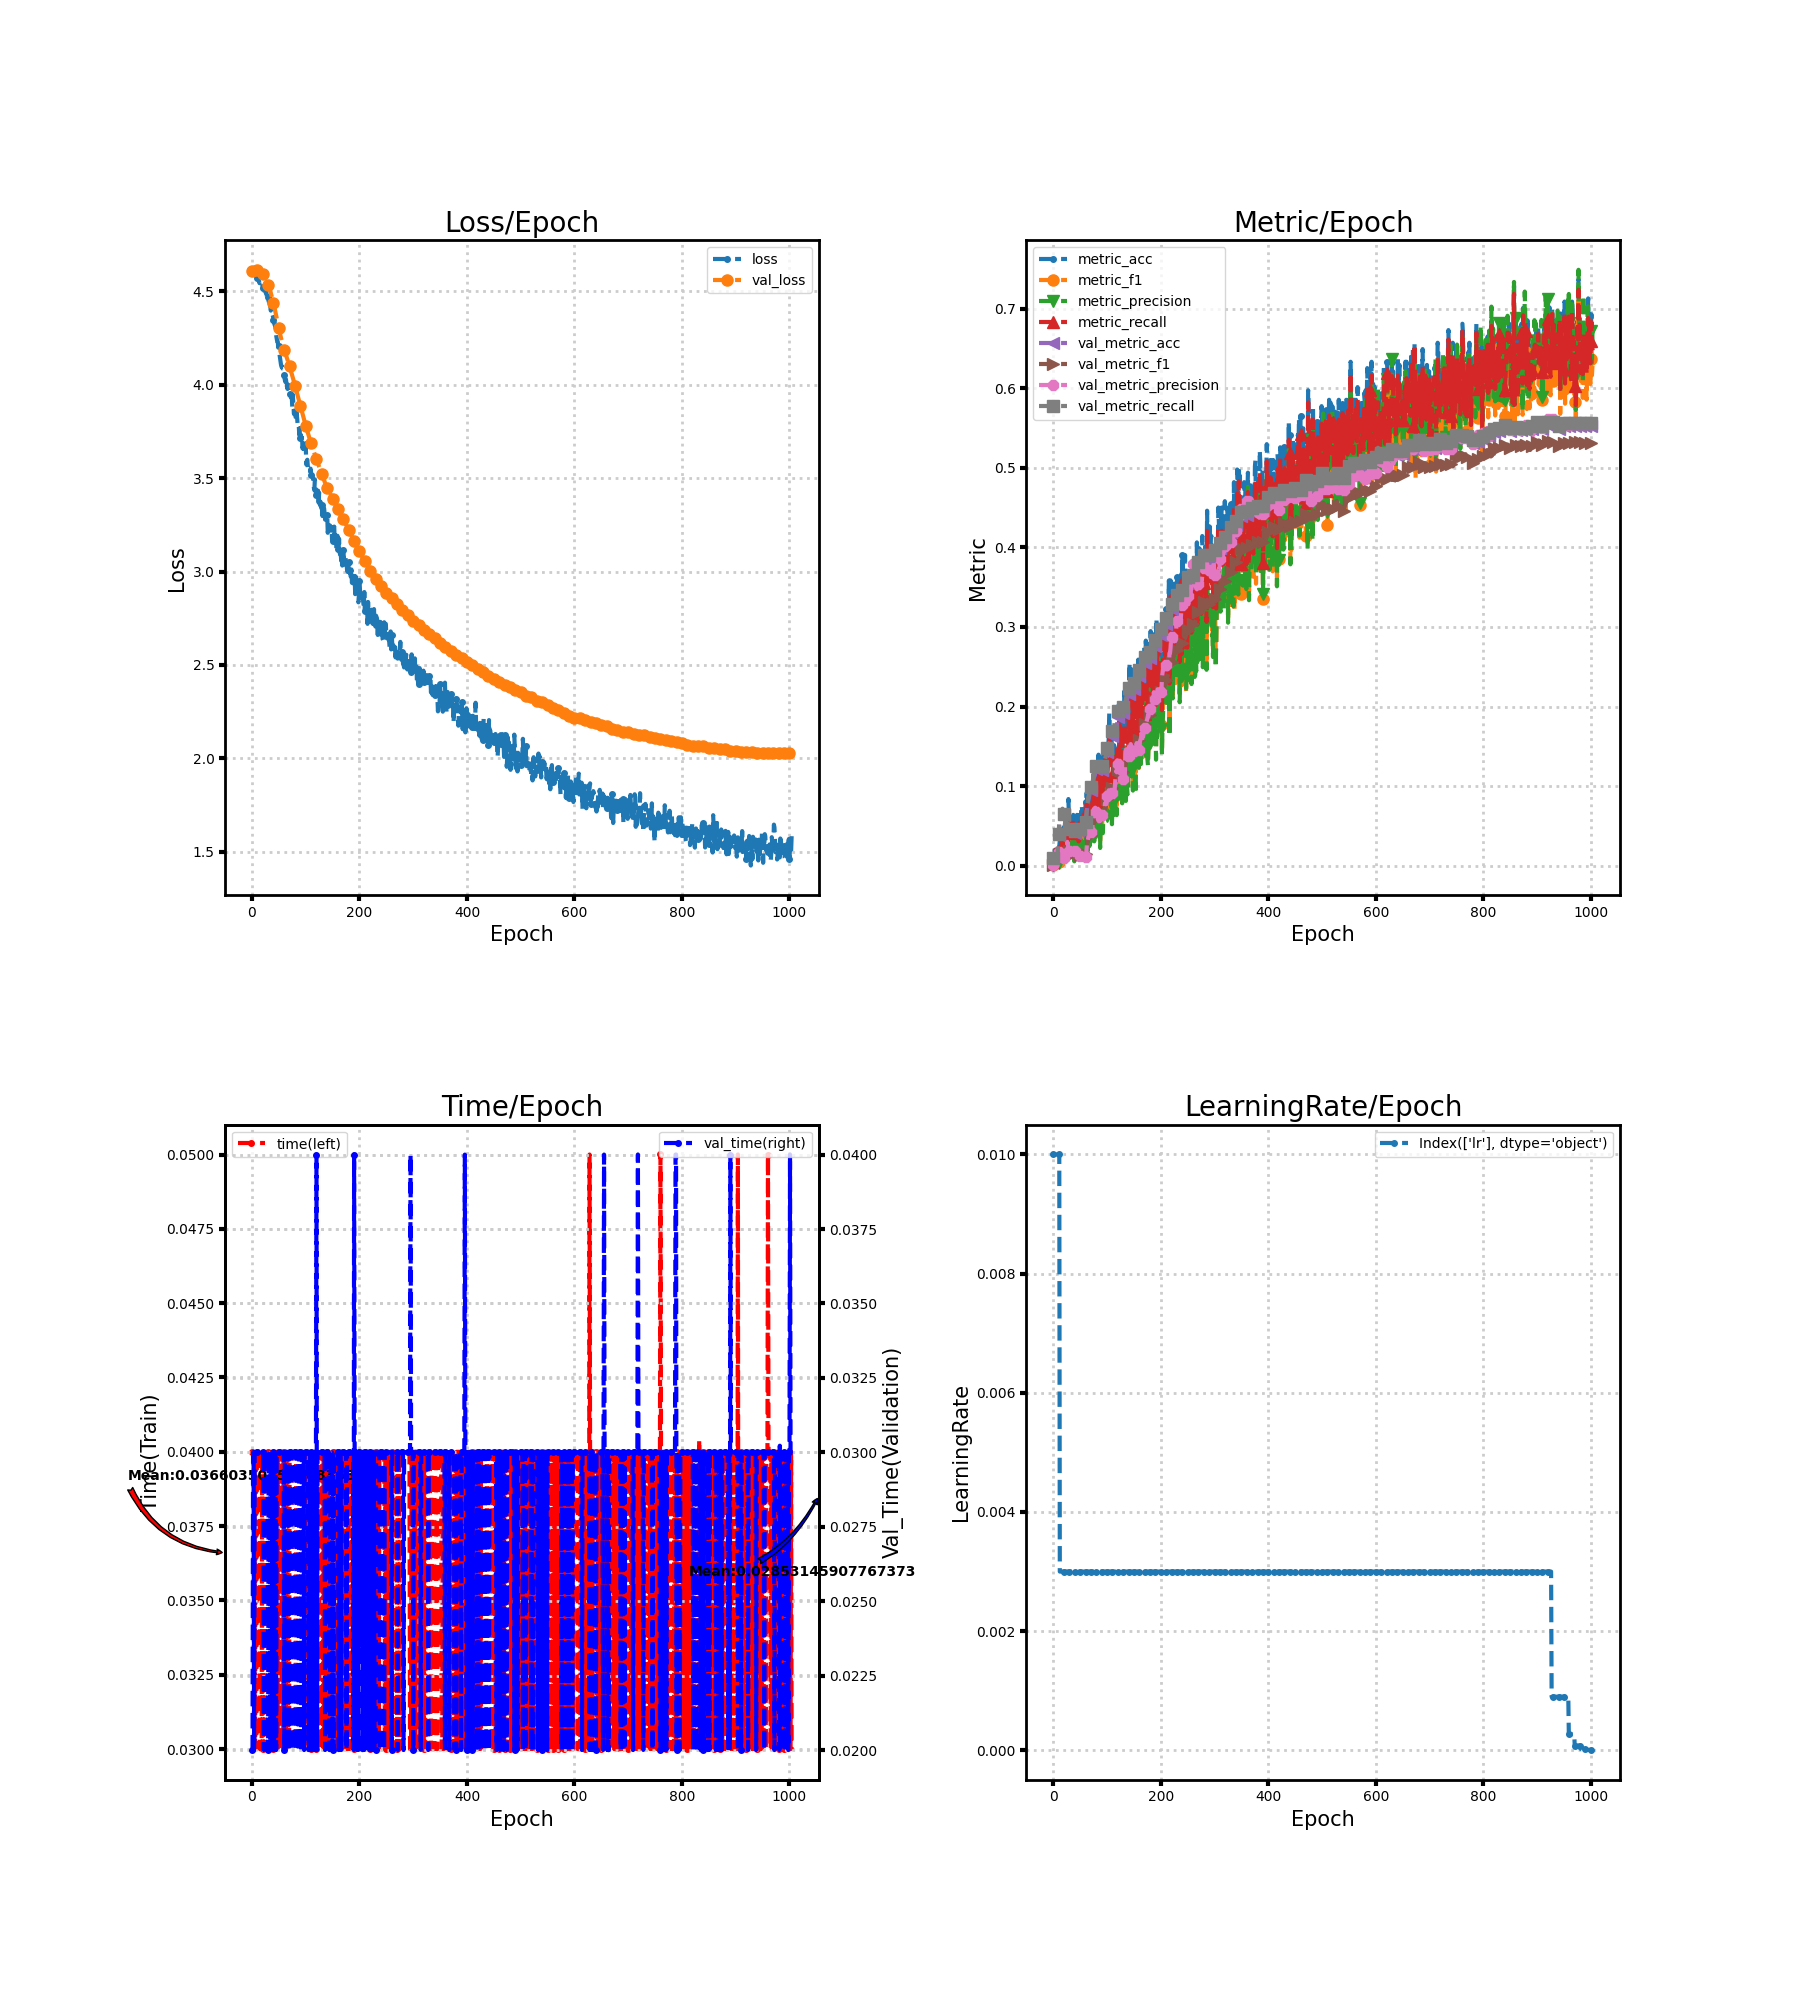 Loss/Epoch
loss
val_loss
4.5
4.0
3.5
3.0
2.5
2.0
1.5
Loss
0
200
400
600
800
1000
Epoch
Metric/Epoch
metric_acc
metric_f1
metric_precision
metric_recall
val_metric_acc
val_metric_f1
val_metric_precision
val_metric_recall
0.7
0.6
0.5
0.4
0.3
0.2
0.1
0.0
Metric
0
200
400
600
800
1000
Epoch
Time/Epoch
time(left)
val_time(right)
0.0500
0.0475
0.0450
0.0425
0.0400
0.0375
0.0350
0.0325
0.0300
Time(Train)
0.0400
0.0375
0.0350
0.0325
0.0300
0.0275
0.0250
0.0225
0.0200
Val_Time(Validation)
Mean:0.02853145907767373
0
200
400
600
800
1000
Epoch
LearningRate/Epoch
Index(['lr'], dtype='object')
0.010
0.008
0.006
0.004
0.002
0.000
LearningRate
0
200
400
600
800
1000
Epoch